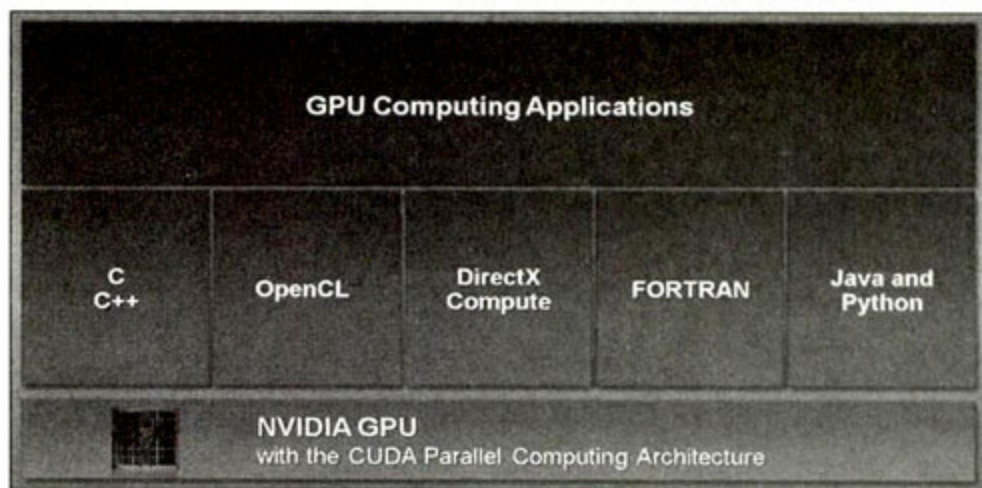 GPU Computing Applications
C
C++
OpenCL
DirectX
Compute
FORTRAN
Java and
Python
NVIDIA GPU
with the CUDA Parallel Computing Architecture